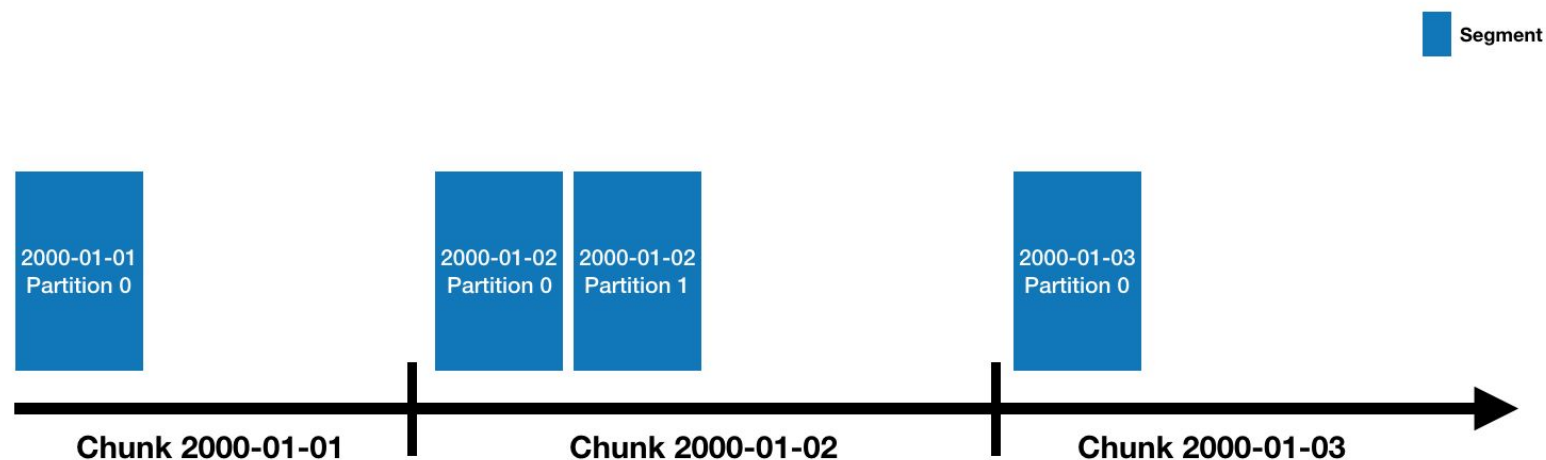 Segment
2000-01-01
Partition 0
2000-01-02
Partition 0
2000-01-02
Partition 1
2000-01-03
Partition 0
Chunk 2000-01-01
Chunk 2000-01-02
Chunk 2000-01-03